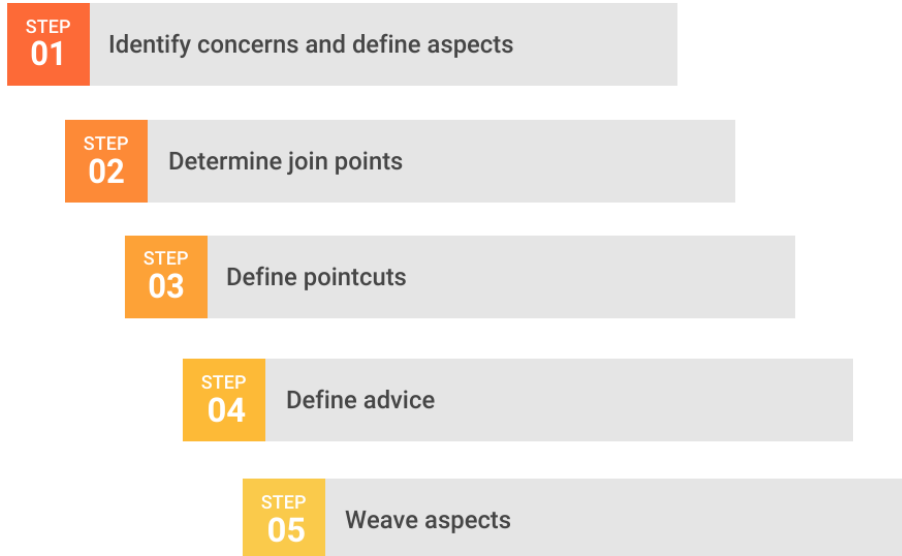 STEP
01
Identify concerns and define aspects
STEP
02
Determine join points
STEP
03
Define pointcuts
STEP
04
Define advice
STEP
05
Weave aspects